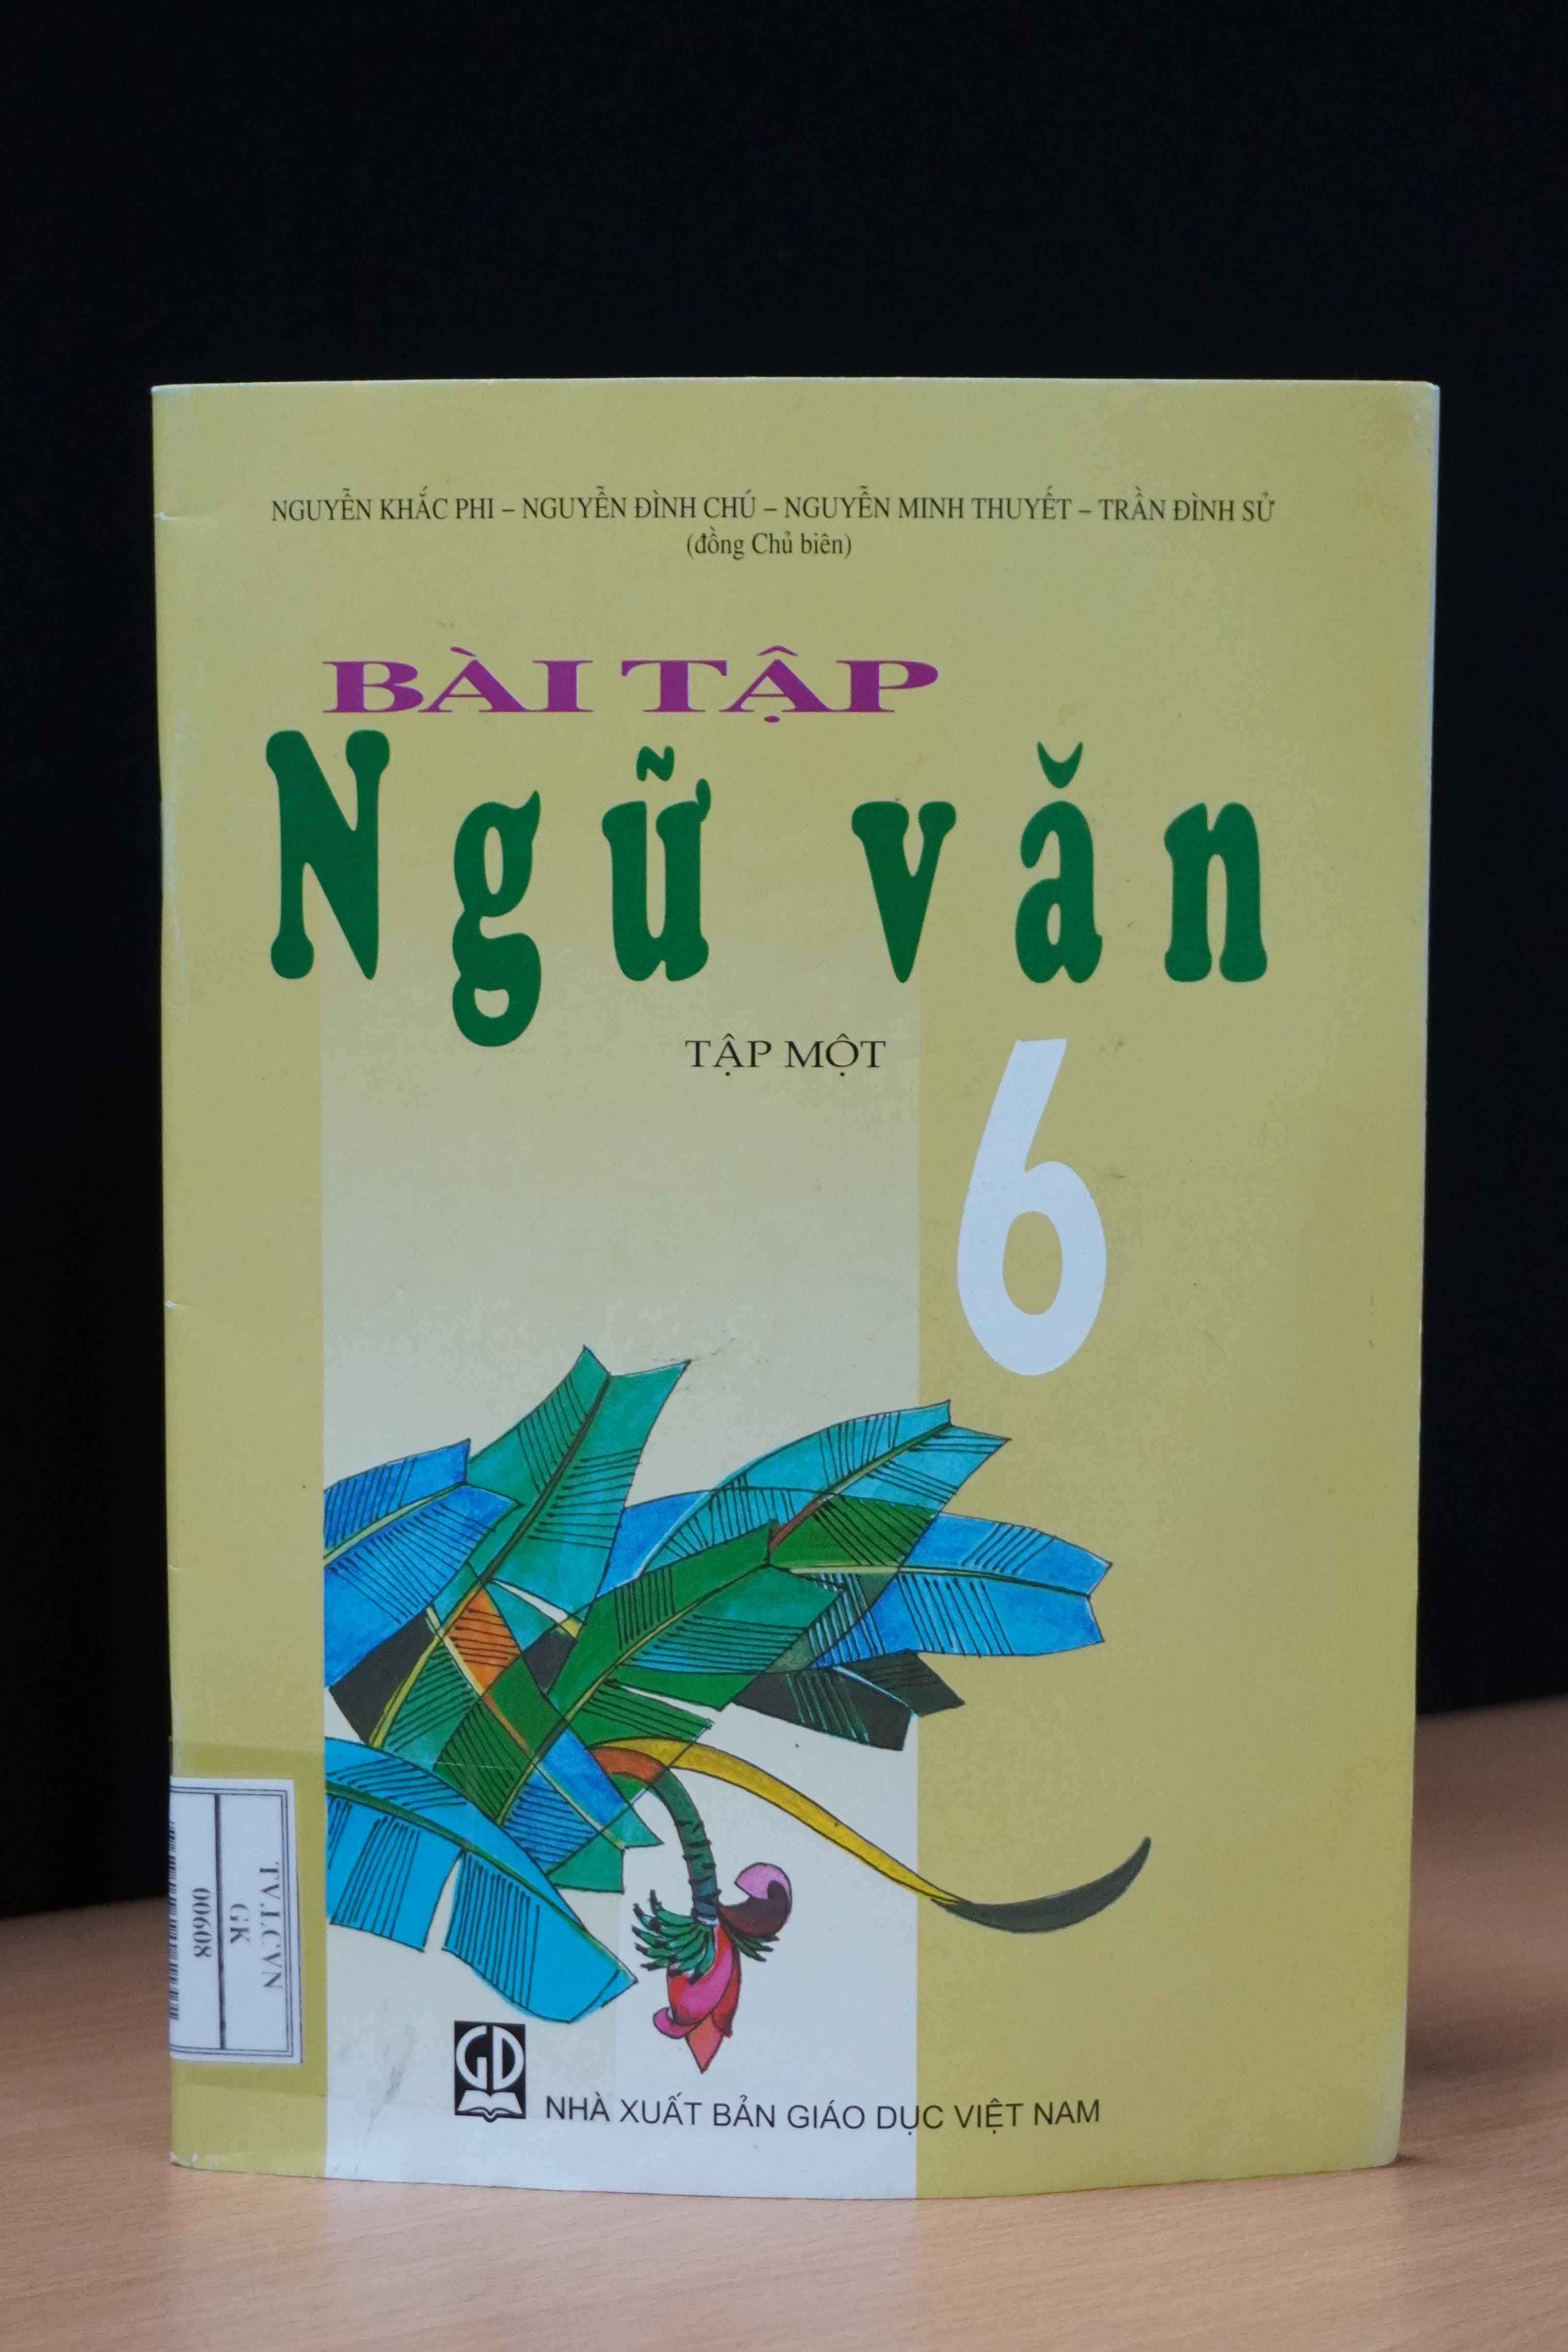 NGUYỄN KHẮC PHI – NGUYỄN ĐÌNH CHÚ – NGUYỄN MINH THUYẾT – TRẦN ĐÌNH SỬ
(đồng Chủ biên)
BÀI TẬP
Ngữ văn
TẬP MỘT
6
TV.I.CVN
GK
00608
GD
NHÀ XUẤT BẢN GIÁO DỤC VIỆT NAM